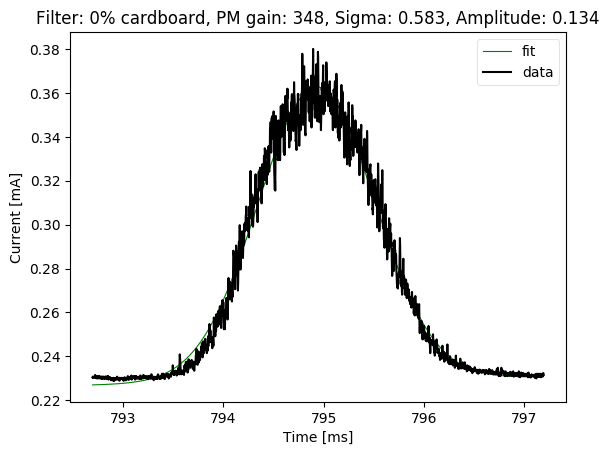 Filter: 0% cardboard, PM gain: 348, Sigma: 0.583, Amplitude: 0.134
fit
data
0.38
0.36
0.34
0.32
0.30
0.28
0.26
0.24
0.22
Current [mA]
793
794
795
796
797
Time [ms]